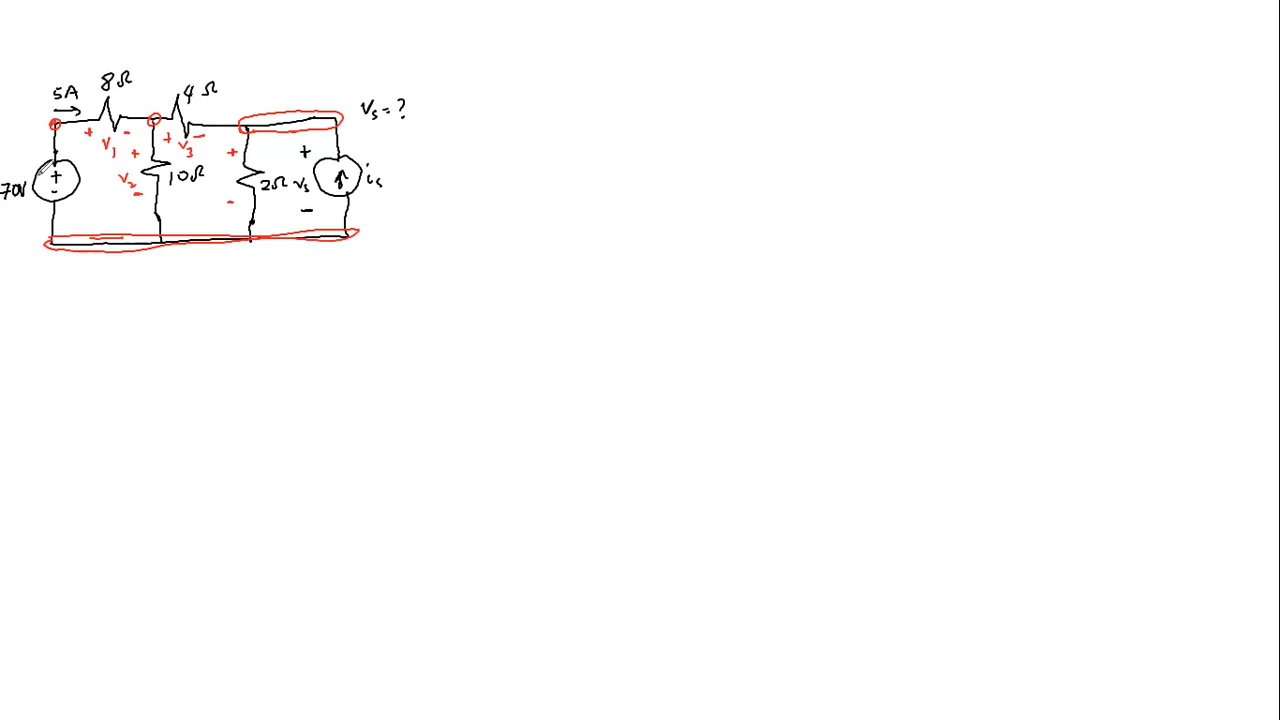 8Ω
5A
4Ω
Vs = ?
+ V1 -
+ V3 -
+ V2 -
10Ω
+ -
2Ω
+ Vs -
is
70V
+ -